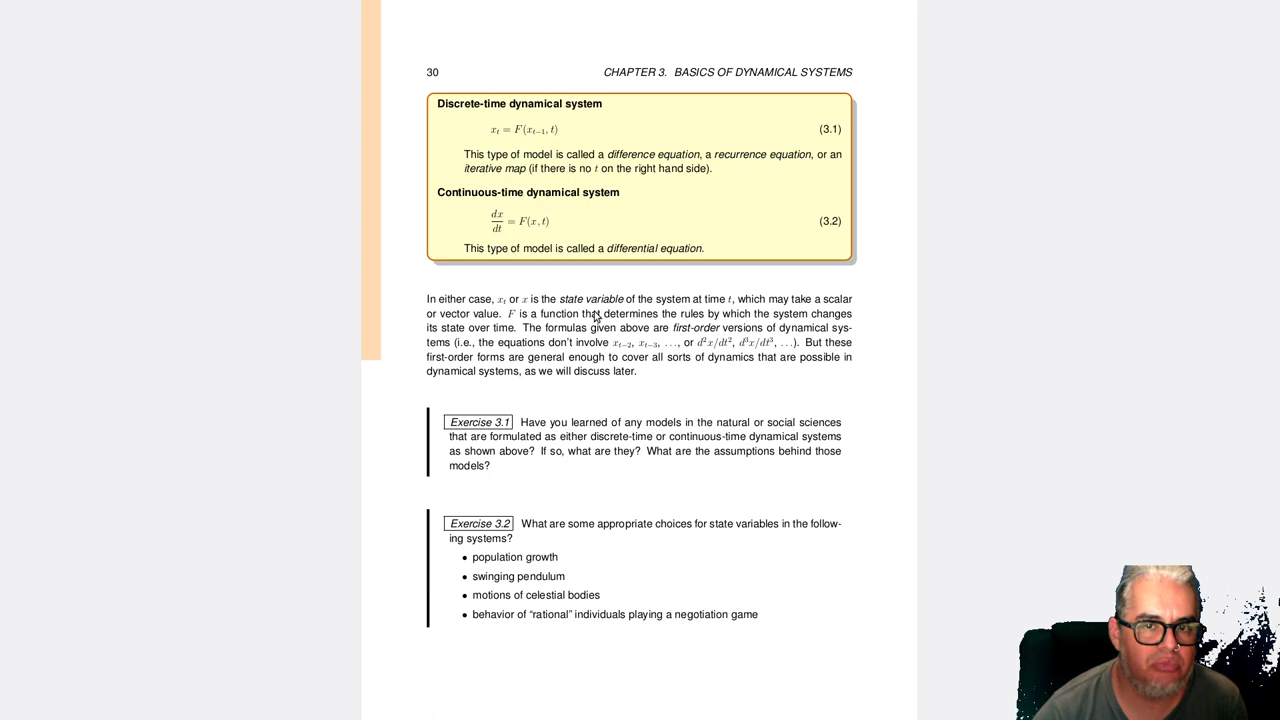 30 CHAPTER 3. BASICS OF DYNAMICAL SYSTEMS
Discrete-time dynamical system
x_t = F(x_{t−1}, t) (3.1)
This type of model is called a difference equation, a recurrence equation, or an
iterative map (if there is no t on the right hand side).
Continuous-time dynamical system
dx/dt = F(x, t) (3.2)
This type of model is called a differential equation.
In either case, x_t or x is the state variable of the system at time t, which may take a scalar
or vector value. F is a function that determines the rules by which the system changes
its state over time. The formulas given above are first-order versions of dynamical sys-
tems (i.e., the equations don't involve x_{t−2}, x_{t−3}, …, or d²x/dt², d³x/dt³, …). But these
first-order forms are general enough to cover all sorts of dynamics that are possible in
dynamical systems, as we will discuss later.
Exercise 3.1 Have you learned of any models in the natural or social sciences
that are formulated as either discrete-time or continuous-time dynamical systems
as shown above? If so, what are they? What are the assumptions behind those
models?
Exercise 3.2 What are some appropriate choices for state variables in the follow-
ing systems?
• population growth
• swinging pendulum
• motions of celestial bodies
• behavior of “rational” individuals playing a negotiation game